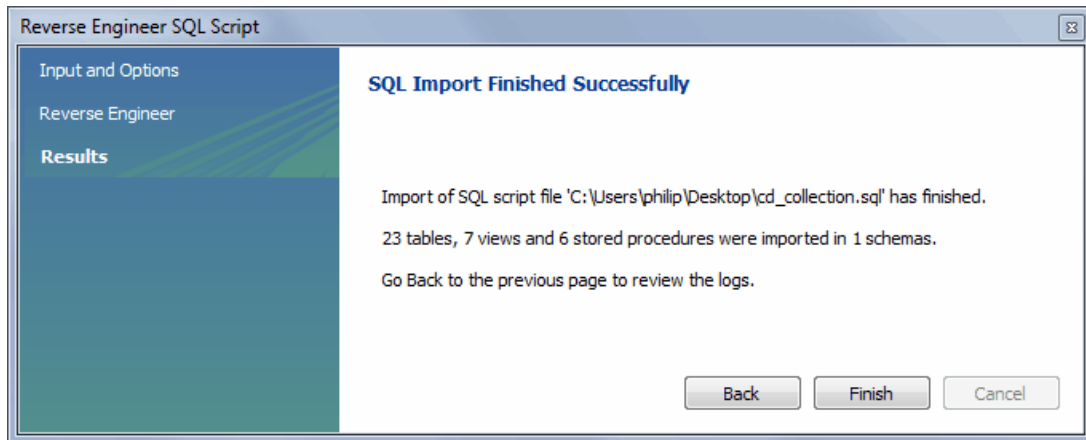 Reverse Engineer SQL Script
Input and Options
Reverse Engineer
Results
SQL Import Finished Successfully
Import of SQL script file 'C:\Users\philip\Desktop\cd_collection.sql' has finished.
23 tables, 7 views and 6 stored procedures were imported in 1 schemas.
Go Back to the previous page to review the logs.
Back Finish Cancel